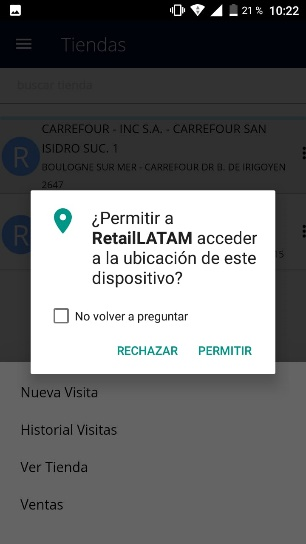 21 % 10:22
Tiendas
buscar tienda
CARREFOUR - INC S.A. - CARREFOUR SAN
ISIDRO SUC. 1
R
BOULOGNE SUR MER - CARREFOUR DR B. DE IRIGOYEN
2647
R
15
¿Permitir a
RetailLATAM acceder
a la ubicación de este
dispositivo?
No volver a preguntar
RECHAZAR PERMITIR
Nueva Visita
Historial Visitas
Ver Tienda
Ventas